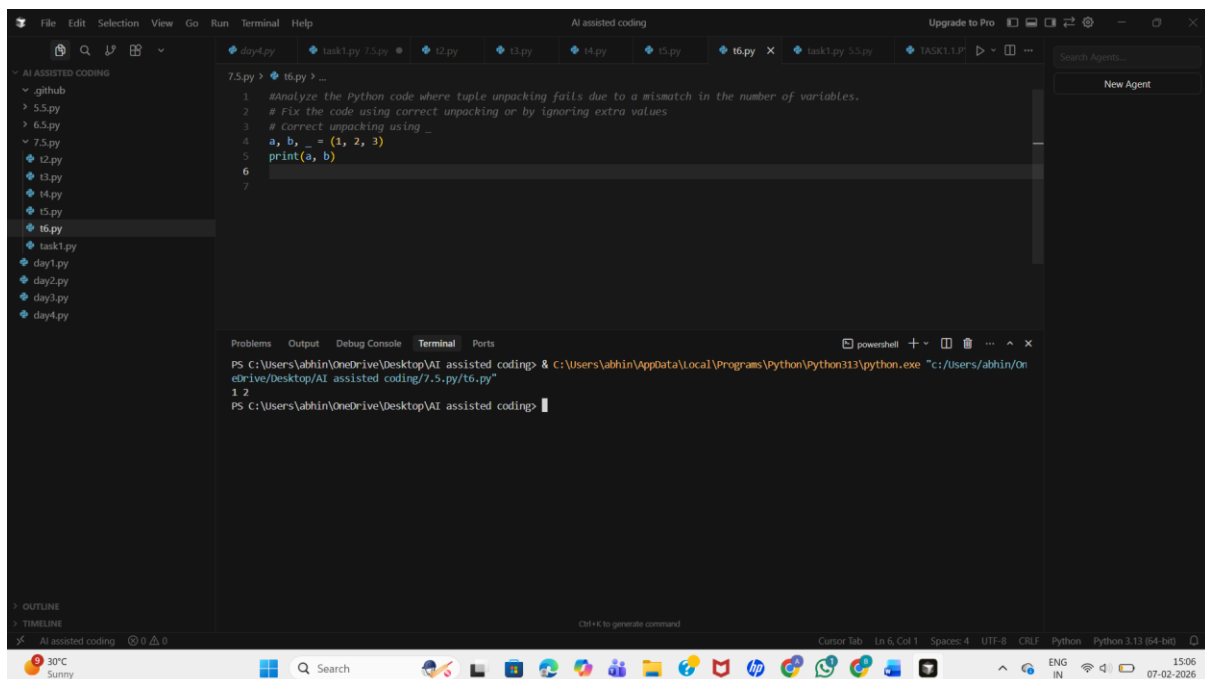 File Edit Selection View Go Run Terminal Help
AI assisted coding
Upgrade to Pro
day4.py
task1.py 7.5.py
t2.py
t3.py
t4.py
t5.py
t6.py
task1.py 5.5.py
TASK1.1.P
Search Agents...
New Agent
AI ASSISTED CODING
.github
5.5.py
6.5.py
7.5.py
t2.py
t3.py
t4.py
t5.py
t6.py
task1.py
day1.py
day2.py
day3.py
day4.py
OUTLINE
TIMELINE
7.5.py > t6.py > ...
1 #Analyze the Python code where tuple unpacking fails due to a mismatch in the number of variables.
2 # Fix the code using correct unpacking or by ignoring extra values
3 # Correct unpacking using _
4 a, b, _ = (1, 2, 3)
5 print(a, b)
6
7
Problems Output Debug Console Terminal Ports
powershell
PS C:\Users\abhin\OneDrive\Desktop\AI assisted coding> & C:\Users\abhin\AppData\Local\Programs\Python\Python313\python.exe "c:/Users/abhin/On
eDrive/Desktop/AI assisted coding/7.5.py/t6.py"
1 2
PS C:\Users\abhin\OneDrive\Desktop\AI assisted coding>
Ctrl+K to generate command
AI assisted coding 0 0
Cursor Tab Ln 6, Col 1 Spaces: 4 UTF-8 CRLF Python Python 3.13 (64-bit)
9
30°C
Sunny
Search
ENG
IN
15:06
07-02-2026